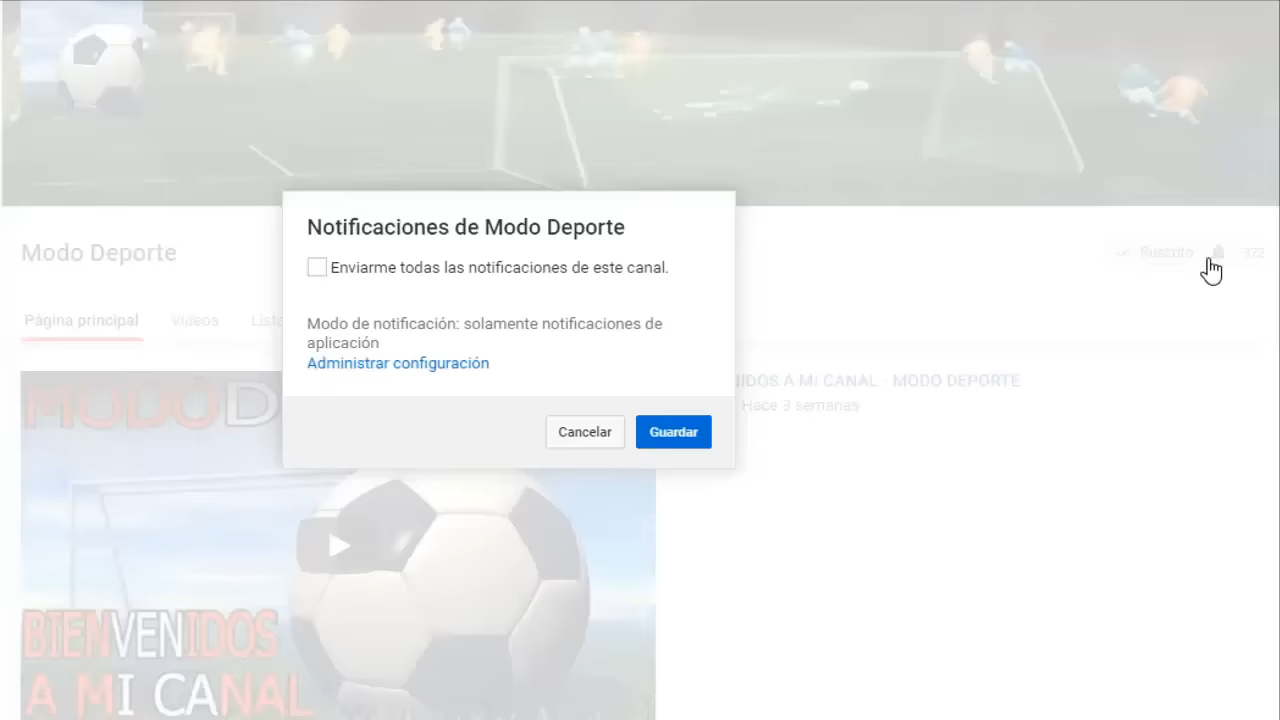 Notificaciones de Modo Deporte
Enviarme todas las notificaciones de este canal.
Modo de notificación: solamente notificaciones de
aplicación
Administrar configuración
Cancelar
Guardar
Modo Deporte
Suscrito 372
Página principal Videos
IDOS A MI CANAL - MODO DEPORTE
Hace 3 semanas
MODO D
BIENVENIDOS
A MI CANAL